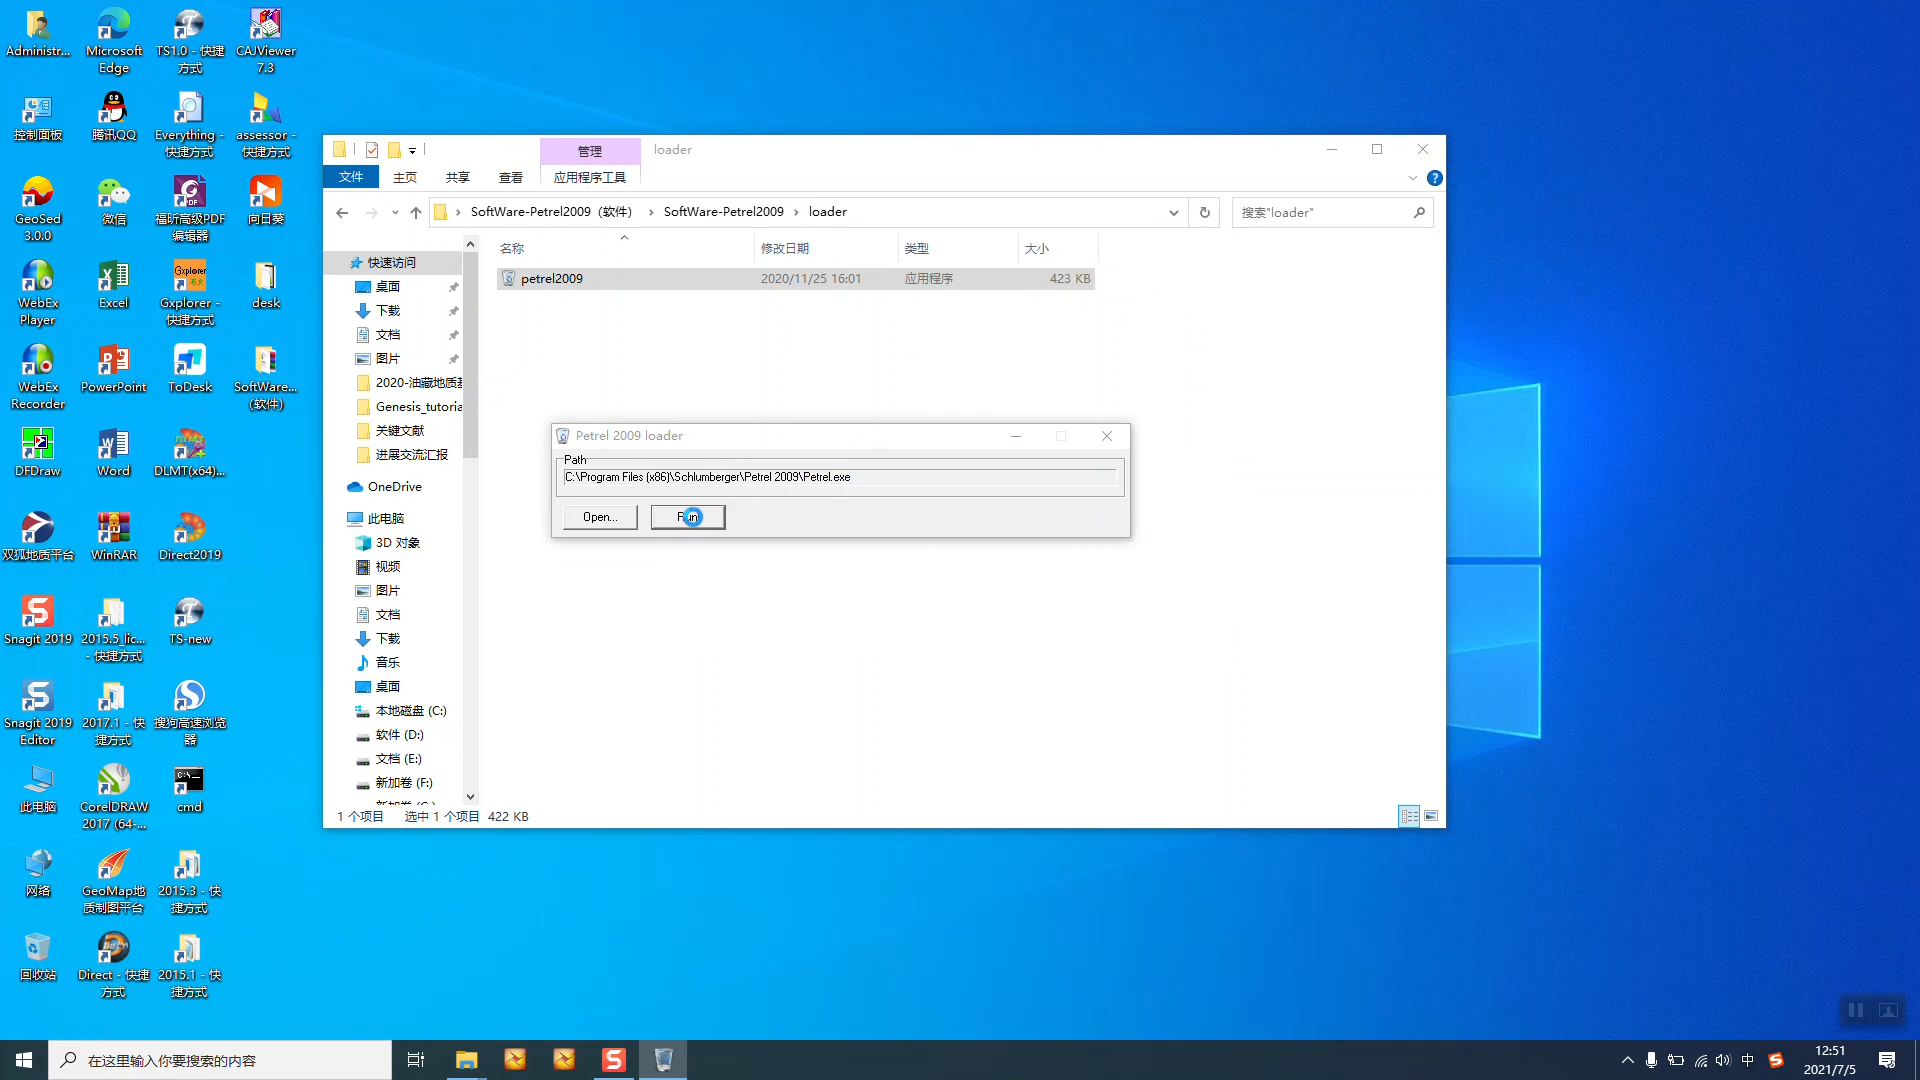 Administr...
Microsoft
Edge
TS1.0 - 快捷
方式
CAJViewer
7.3
控制面板
腾讯QQ
Everything -
快捷方式
assessor -
快捷方式
GeoSed
3.0.0
微信
福昕高级PDF
编辑器
向日葵
WebEx
Player
Excel
Gxplorer -
快捷方式
desk
WebEx
Recorder
PowerPoint
ToDesk
SoftWare...
(软件)
DFDraw
Word
DLMT(x64)...
双狐地质平台
WinRAR
Direct2019
Snagit 2019
2015.5_lic...
- 快捷方式
TS-new
Snagit 2019
Editor
2017.1 - 快
捷方式
搜狗高速浏览
器
此电脑
CorelDRAW
2017 (64-...
cmd
网络
GeoMap地
质制图平台
2015.3 - 快
捷方式
回收站
Direct - 快捷
方式
2015.1 - 快
捷方式
管理
loader
文件
主页
共享
查看
应用程序工具
SoftWare-Petrel2009（软件）
SoftWare-Petrel2009
loader
搜索"loader"
快速访问
桌面
下载
文档
图片
2020-油藏地质
Genesis_tutoria
关键文献
进展交流汇报
OneDrive
此电脑
3D 对象
视频
图片
文档
下载
音乐
桌面
本地磁盘 (C:)
软件 (D:)
文档 (E:)
新加卷 (F:)
名称
修改日期
类型
大小
petrel2009
2020/11/25 16:01
应用程序
423 KB
Petrel 2009 loader
Path
C:\Program Files (x86)\Schlumberger\Petrel 2009\Petrel.exe
Open...
Run
1 个项目
选中 1 个项目 422 KB
在这里输入你要搜索的内容
中
12:51
2021/7/5